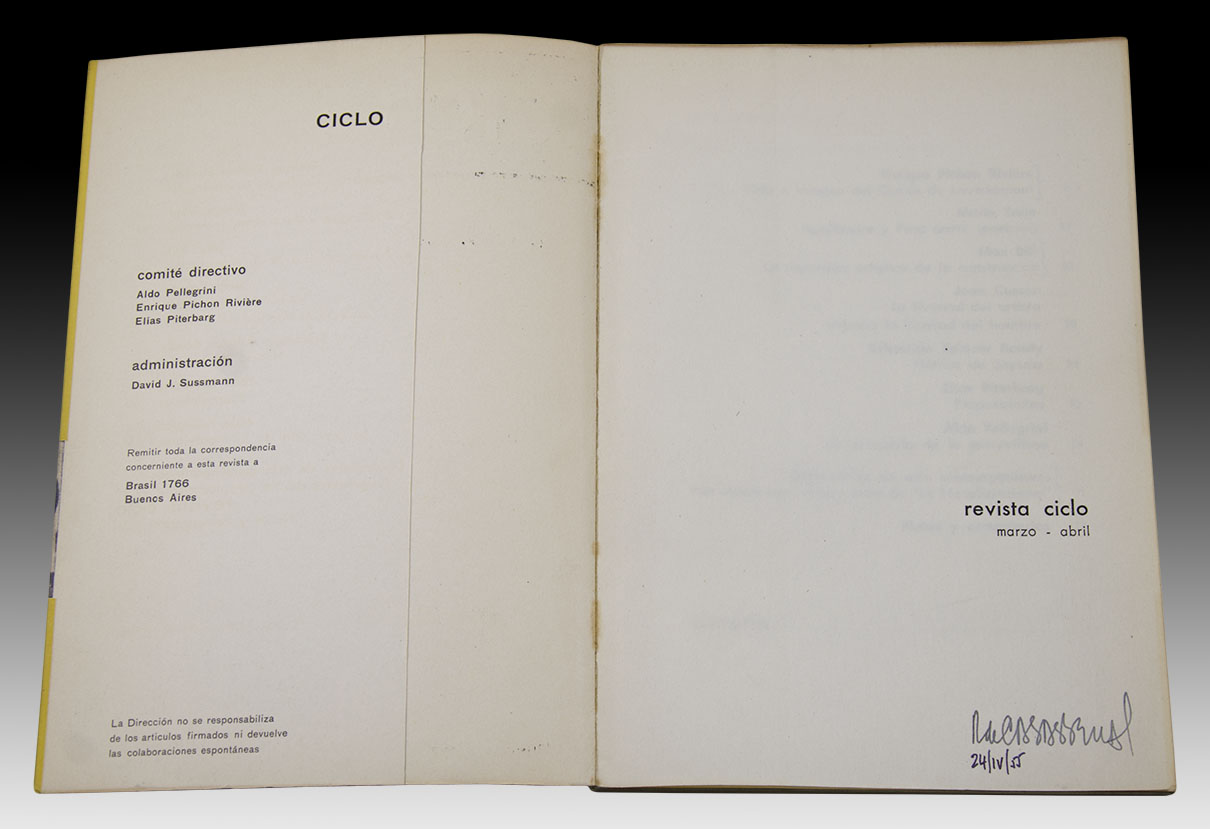 CICLO
comité directivo
Aldo Pellegrini
Enrique Pichon Rivière
Elias Piterbarg
administración
David J. Sussmann
Remitir toda la correspondencia
concerniente a esta revista a
Brasil 1766
Buenos Aires
La Dirección no se responsabiliza
de los artículos firmados ni devuelve
las colaboraciones espontáneas
revista ciclo
marzo - abril
24/IV/55